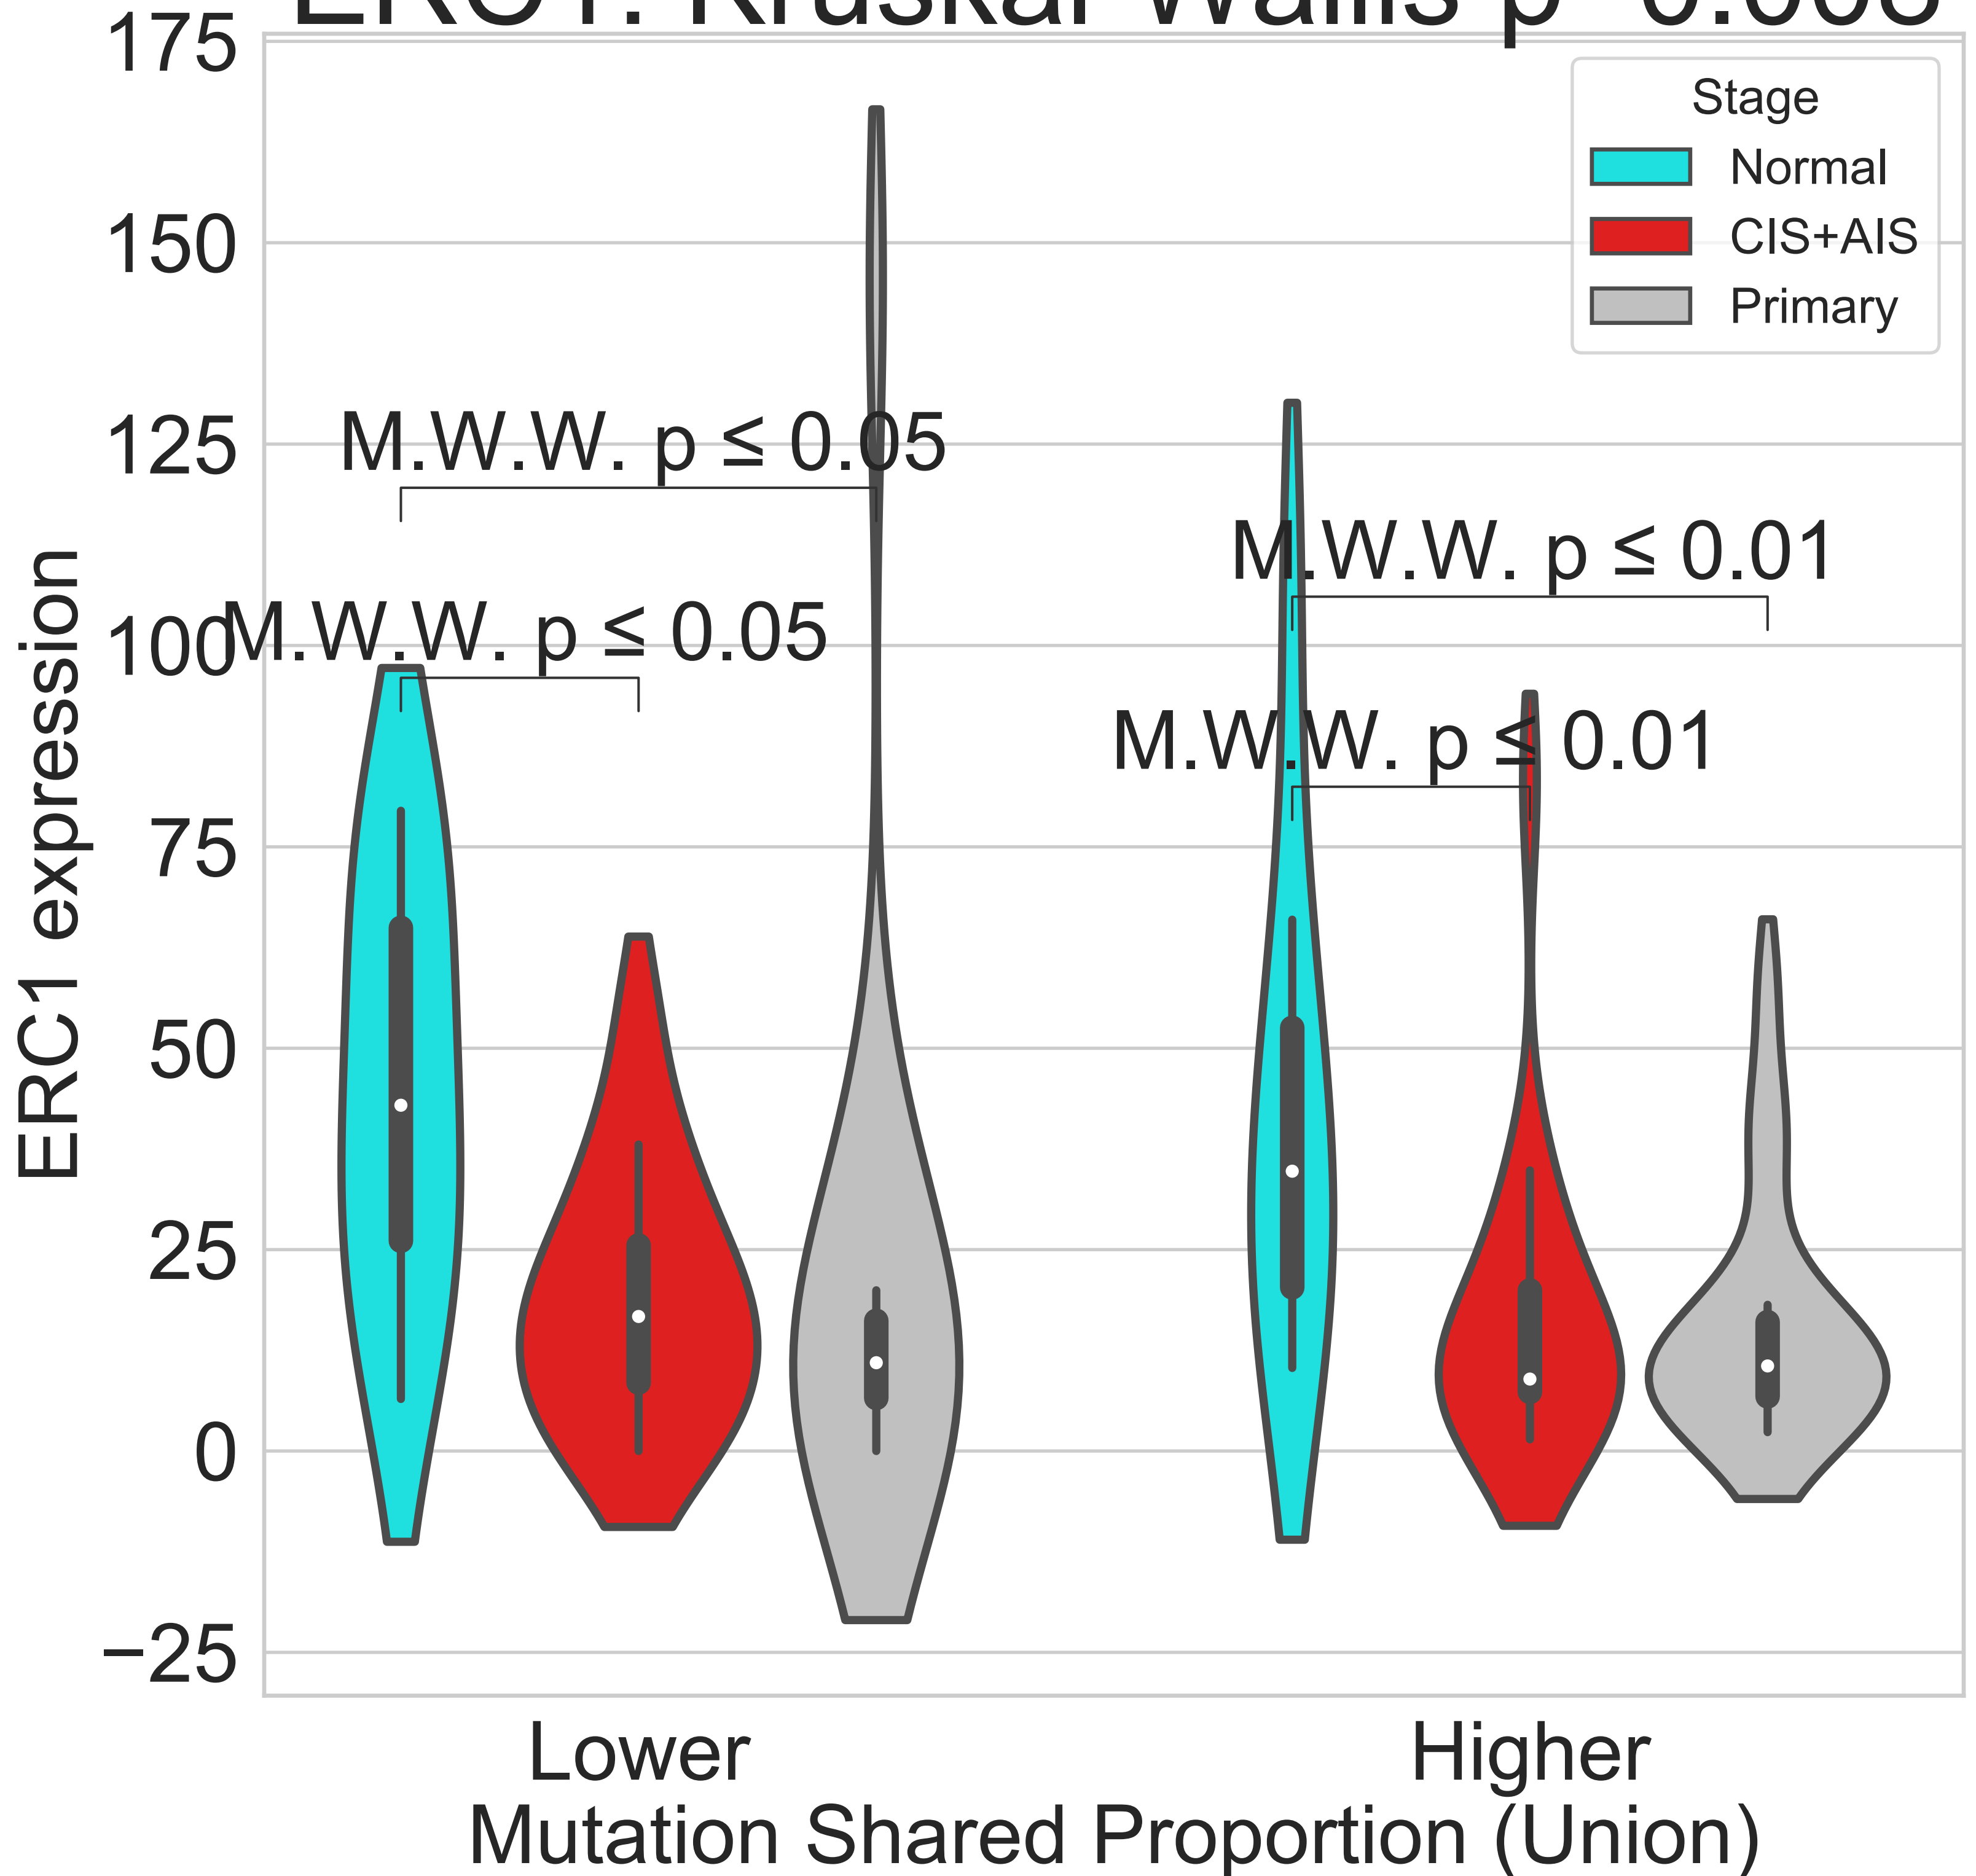 175
Stage
Normal
CIS+AIS
Primary
150
M.W.W. p ≤ 0.05
125
M.W.W. p ≤ 0.01
M.W.W. p ≤ 0.05
100
M.W.W. p ≤ 0.01
75
50
25
0
−25
ERC1 expression
Lower
Higher
Mutation Shared Proportion (Union)